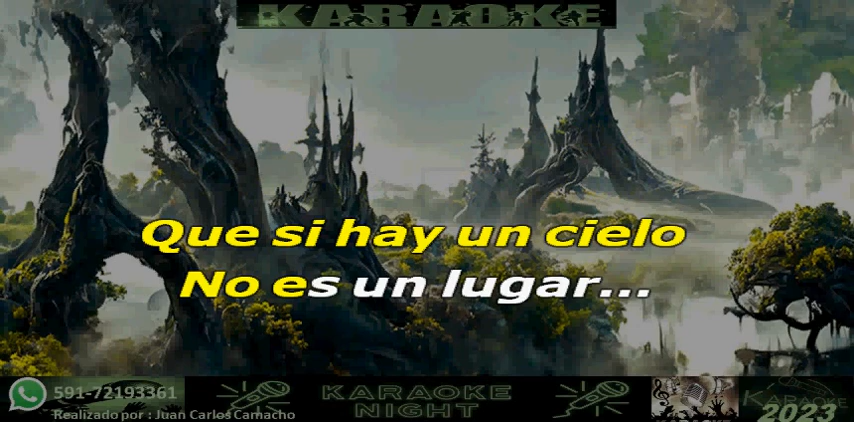 KARAOKE
Que si hay un cielo
No es un lugar...
591-72193361
Realizado por : Juan Carlos Camacho
KARAOKE
NIGHT
KARAOKE
2023